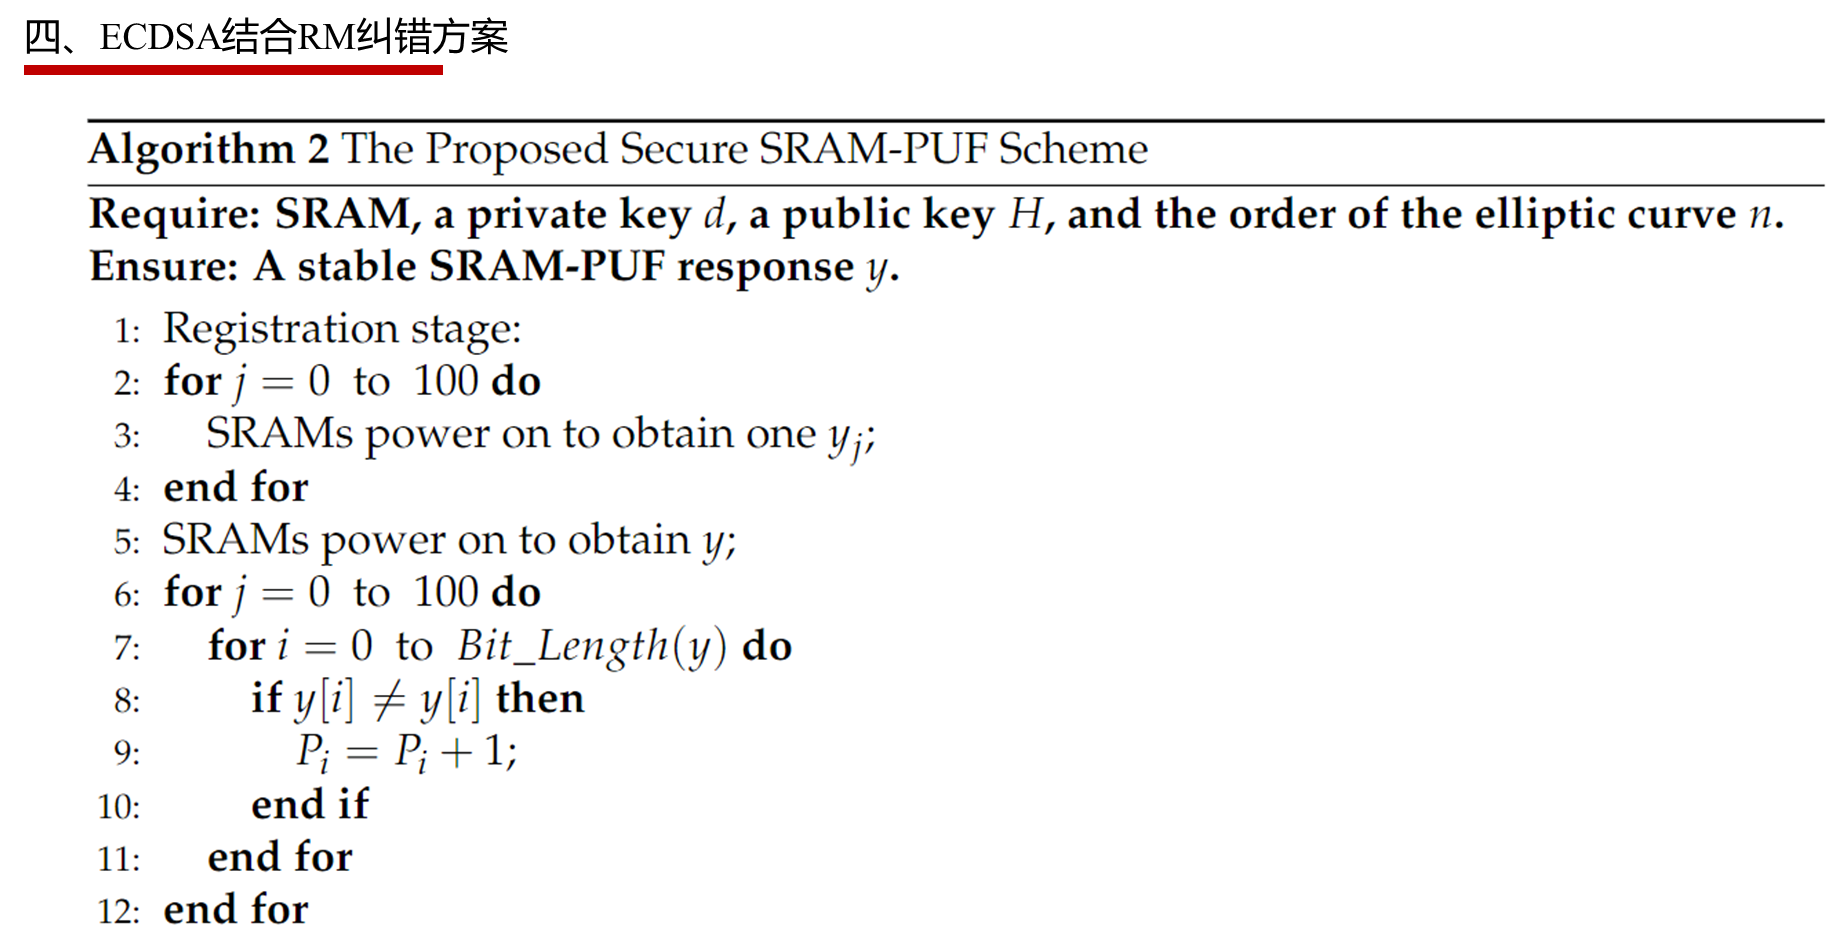 四、ECDSA结合RM纠错方案
Algorithm 2 The Proposed Secure SRAM-PUF Scheme
Require: SRAM, a private key d, a public key H, and the order of the elliptic curve n.
Ensure: A stable SRAM-PUF response y.
1: Registration stage:
2: for j = 0 to 100 do
3: SRAMs power on to obtain one y_j;
4: end for
5: SRAMs power on to obtain y;
6: for j = 0 to 100 do
7: for i = 0 to Bit_Length(y) do
8: if y[i] ≠ y[i] then
9: P_i = P_i + 1;
10: end if
11: end for
12: end for